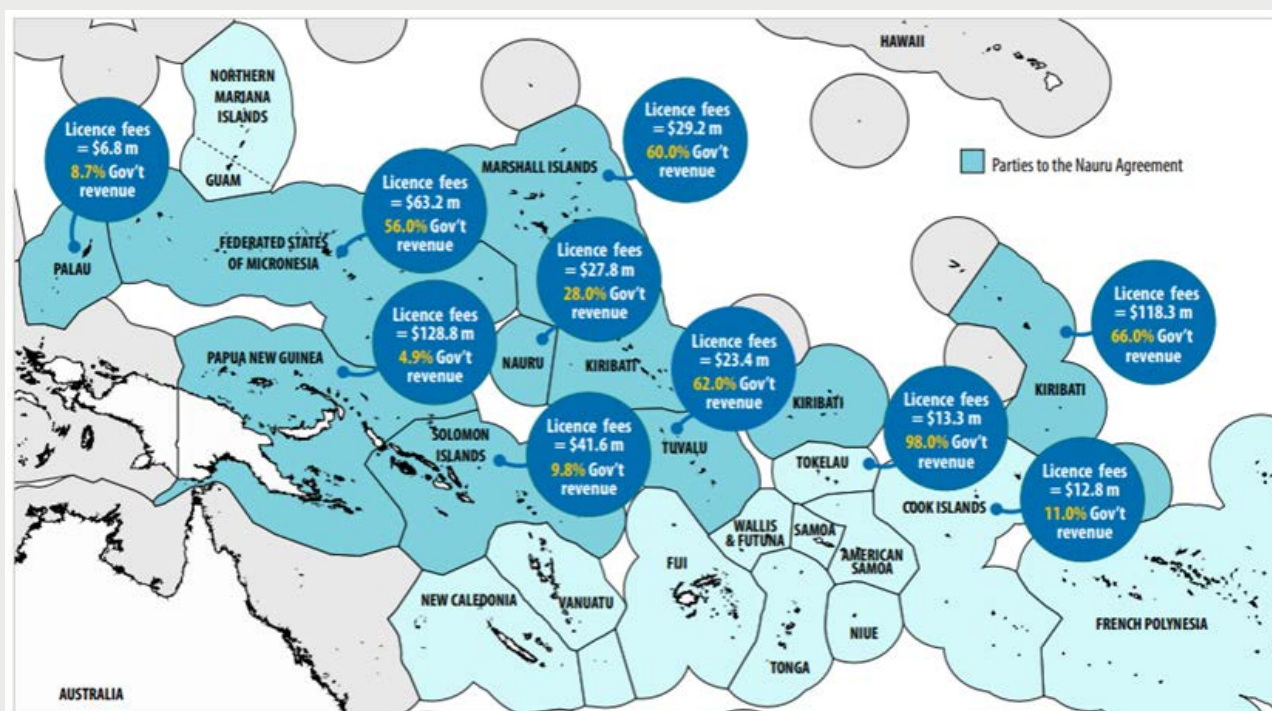 HAWAII
NORTHERN
MARIANA
ISLANDS
GUAM
Licence fees
= $6.8 m
8.7% Gov't
revenue
PALAU
Licence fees
= $63.2 m
56.0% Gov't
revenue
FEDERATED STATES
OF MICRONESIA
MARSHALL ISLANDS
Licence fees
= $29.2 m
60.0% Gov't
revenue
Parties to the Nauru Agreement
Licence fees
= $27.8 m
28.0% Gov't
revenue
NAURU
KIRIBATI
Licence fees
= $128.8 m
4.9% Gov't
revenue
PAPUA NEW GUINEA
Licence fees
= $23.4 m
62.0% Gov't
revenue
TUVALU
KIRIBATI
Licence fees
= $118.3 m
66.0% Gov't
revenue
KIRIBATI
Licence fees
= $13.3 m
98.0% Gov't
revenue
TOKELAU
SOLOMON
ISLANDS
Licence fees
= $41.6 m
9.8% Gov't
revenue
COOK ISLANDS
Licence fees
= $12.8 m
11.0% Gov't
revenue
WALLIS
& FUTUNA
SAMOA
AMERICAN
SAMOA
FIJI
VANUATU
NEW CALEDONIA
NIUE
TONGA
FRENCH POLYNESIA
AUSTRALIA